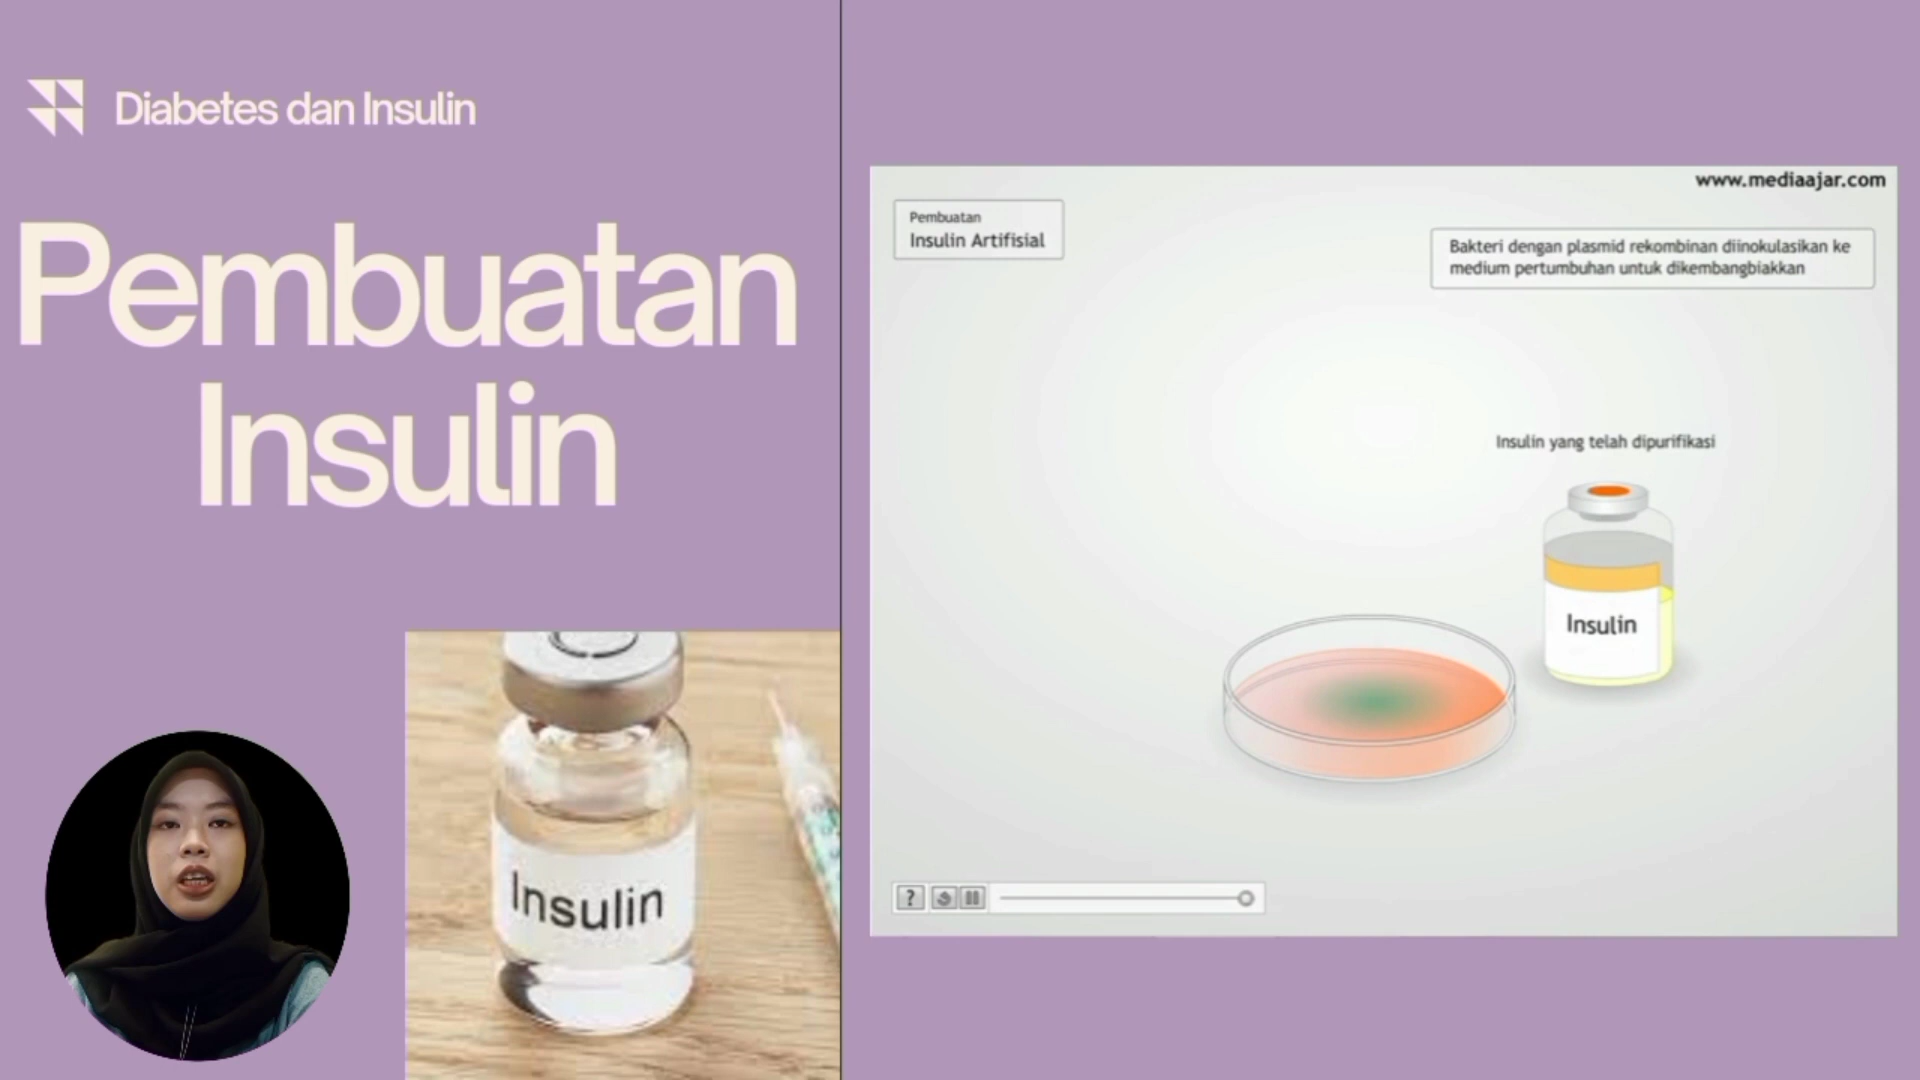 Diabetes dan Insulin
Pembuatan
Insulin
Insulin
www.mediaajar.com
Pembuatan
Insulin Artifisial
Bakteri dengan plasmid rekombinan diinokulasikan ke
medium pertumbuhan untuk dikembangbiakkan
Insulin yang telah dipurifikasi
Insulin
?